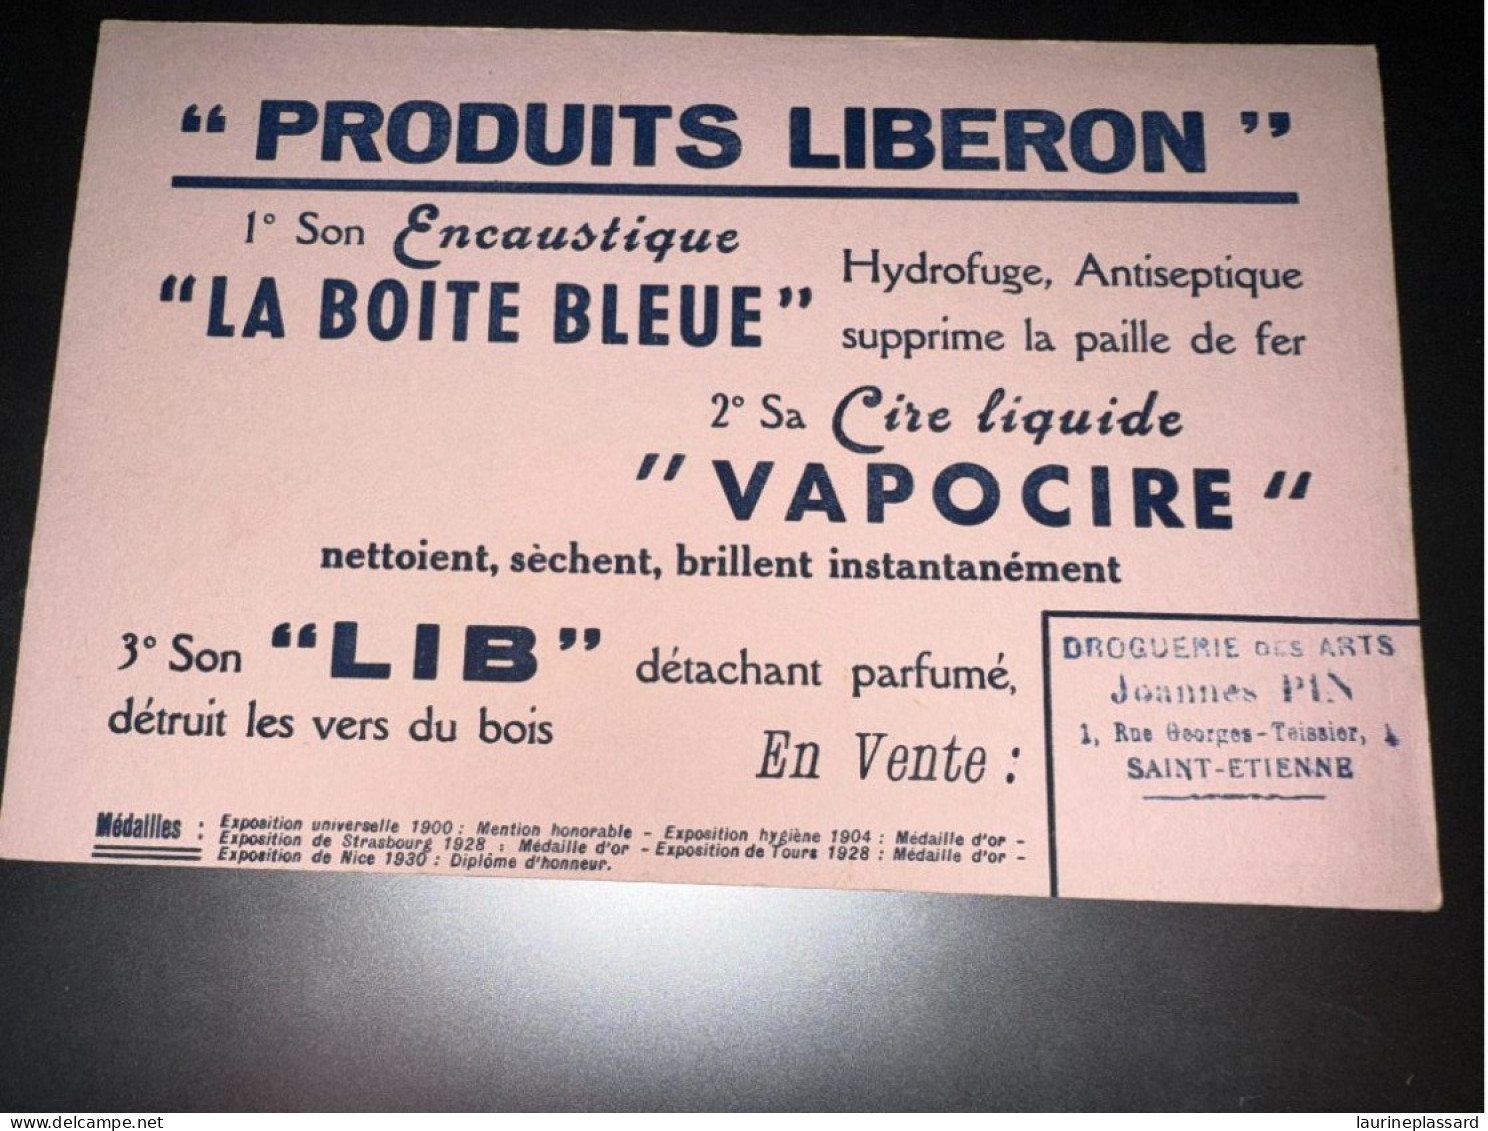 “ PRODUITS LIBERON ”
1° Son Encaustique
“LA BOITE BLEUE”
Hydrofuge, Antiseptique
supprime la paille de fer
2° Sa Cire liquide
" VAPOCIRE "
nettoient, sèchent, brillent instantanément
3° Son “LIB” détachant parfumé,
détruit les vers du bois
En Vente :
DROGUERIE DES ARTS
Joannès PIN
1, Rue Georges-Teissier, 1
SAINT-ETIENNE
Médailles : Exposition universelle 1900 : Mention honorable - Exposition hygiène 1904 : Médaille d'or -
Exposition de Strasbourg 1928 : Médaille d'or - Exposition de Tours 1928 : Médaille d'or -
Exposition de Nice 1930 : Diplôme d'honneur.
www.delcampe.net
laurineplassard